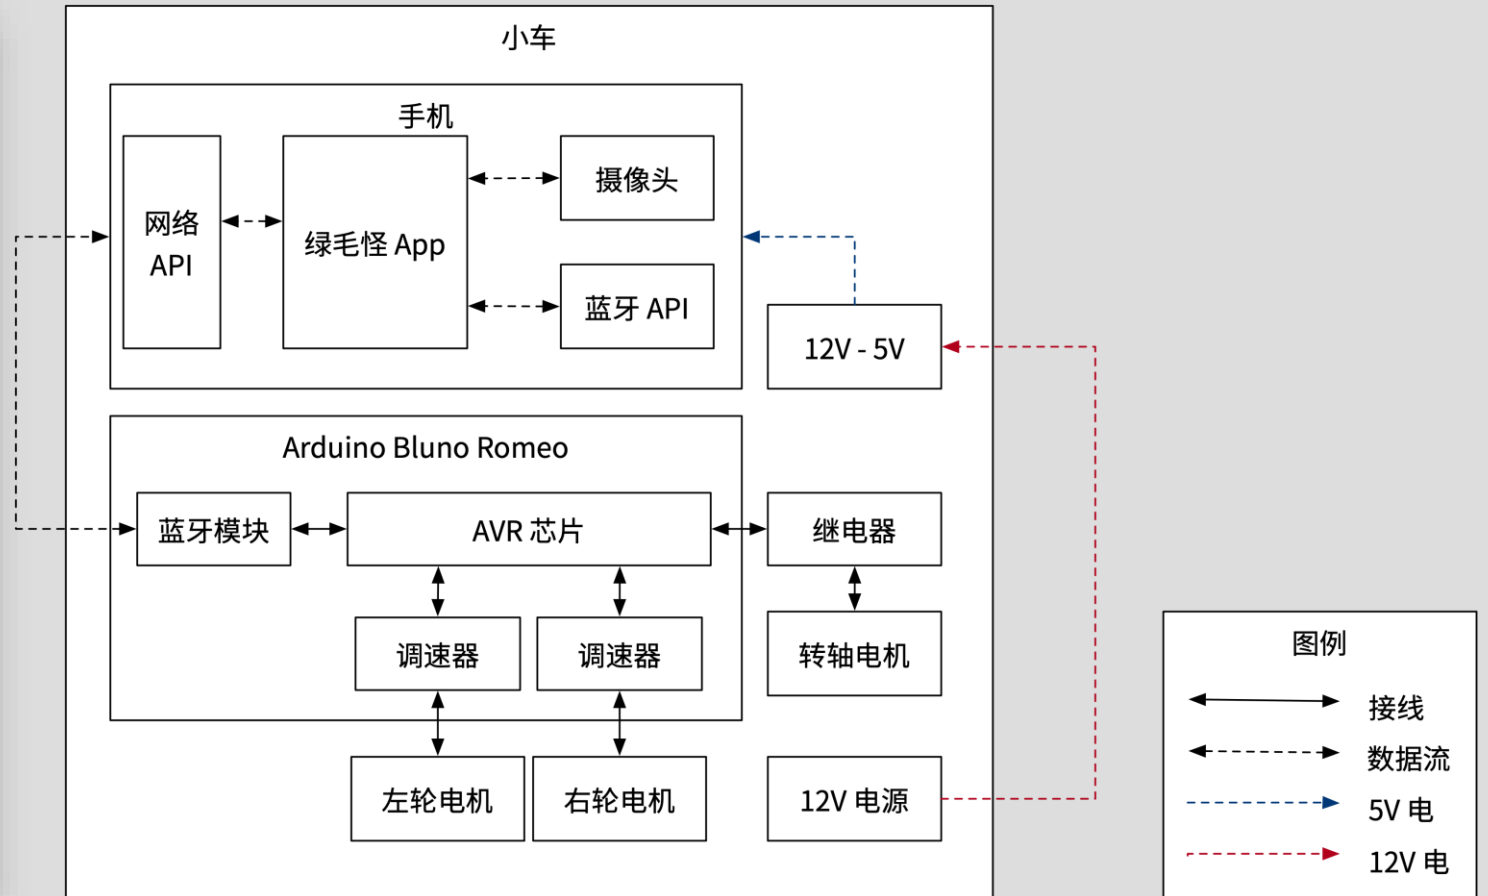 小车
手机
网络
API
绿毛怪 App
摄像头
蓝牙 API
12V - 5V
Arduino Bluno Romeo
蓝牙模块
AVR 芯片
继电器
调速器
调速器
转轴电机
左轮电机
右轮电机
12V 电源
图例
接线
数据流
5V 电
12V 电